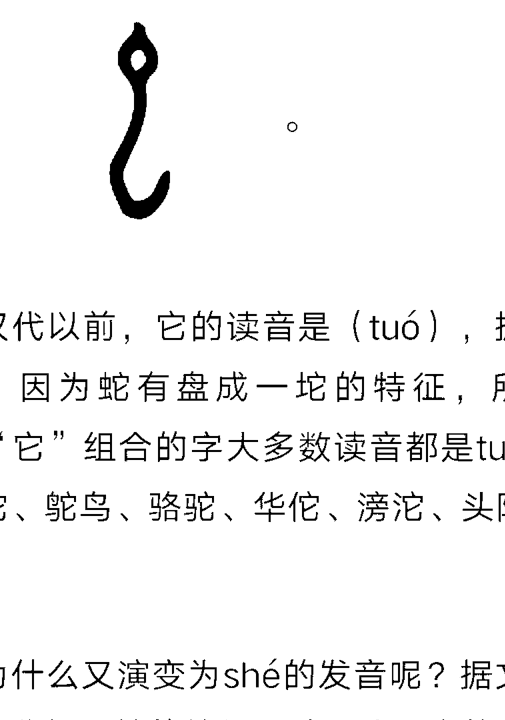 。
代以前，它的读音是（tuó），
因为蛇有盘成一坨的特征，
“它”组合的字大多数读音都是tu
、鸵鸟、骆驼、华佗、滂沱、头
什么又演变为shé的发音呢？据